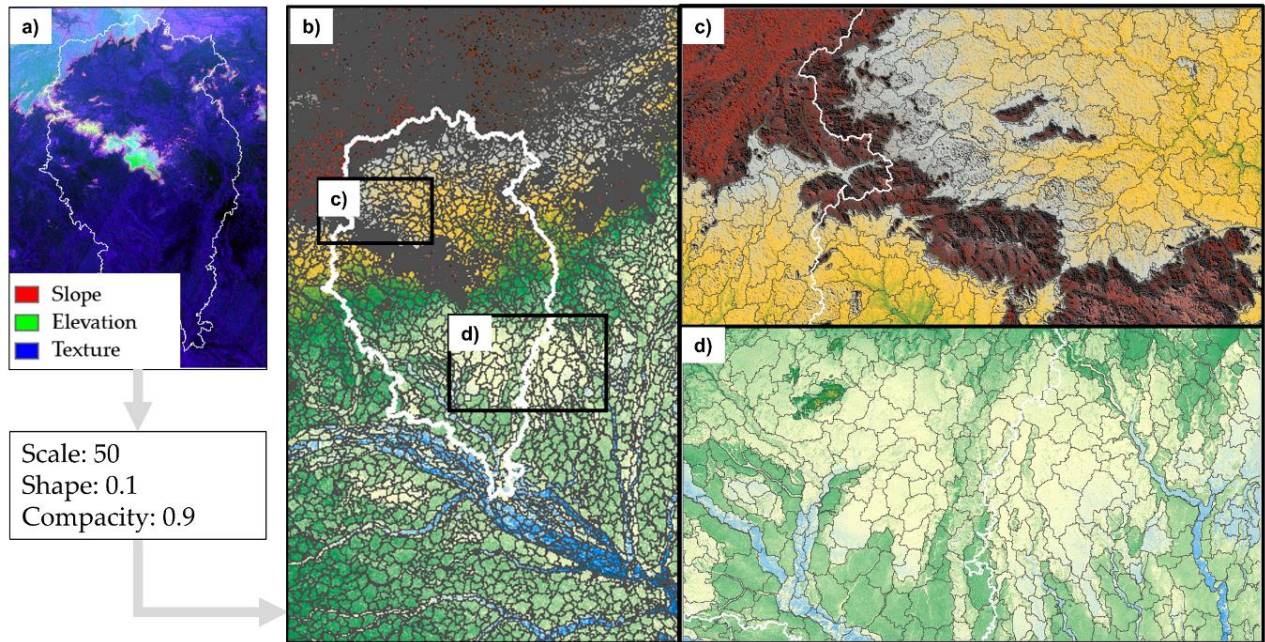 a)
Slope
Elevation
Texture
Scale: 50
Shape: 0.1
Compacity: 0.9
b)
c)
d)
c)
d)